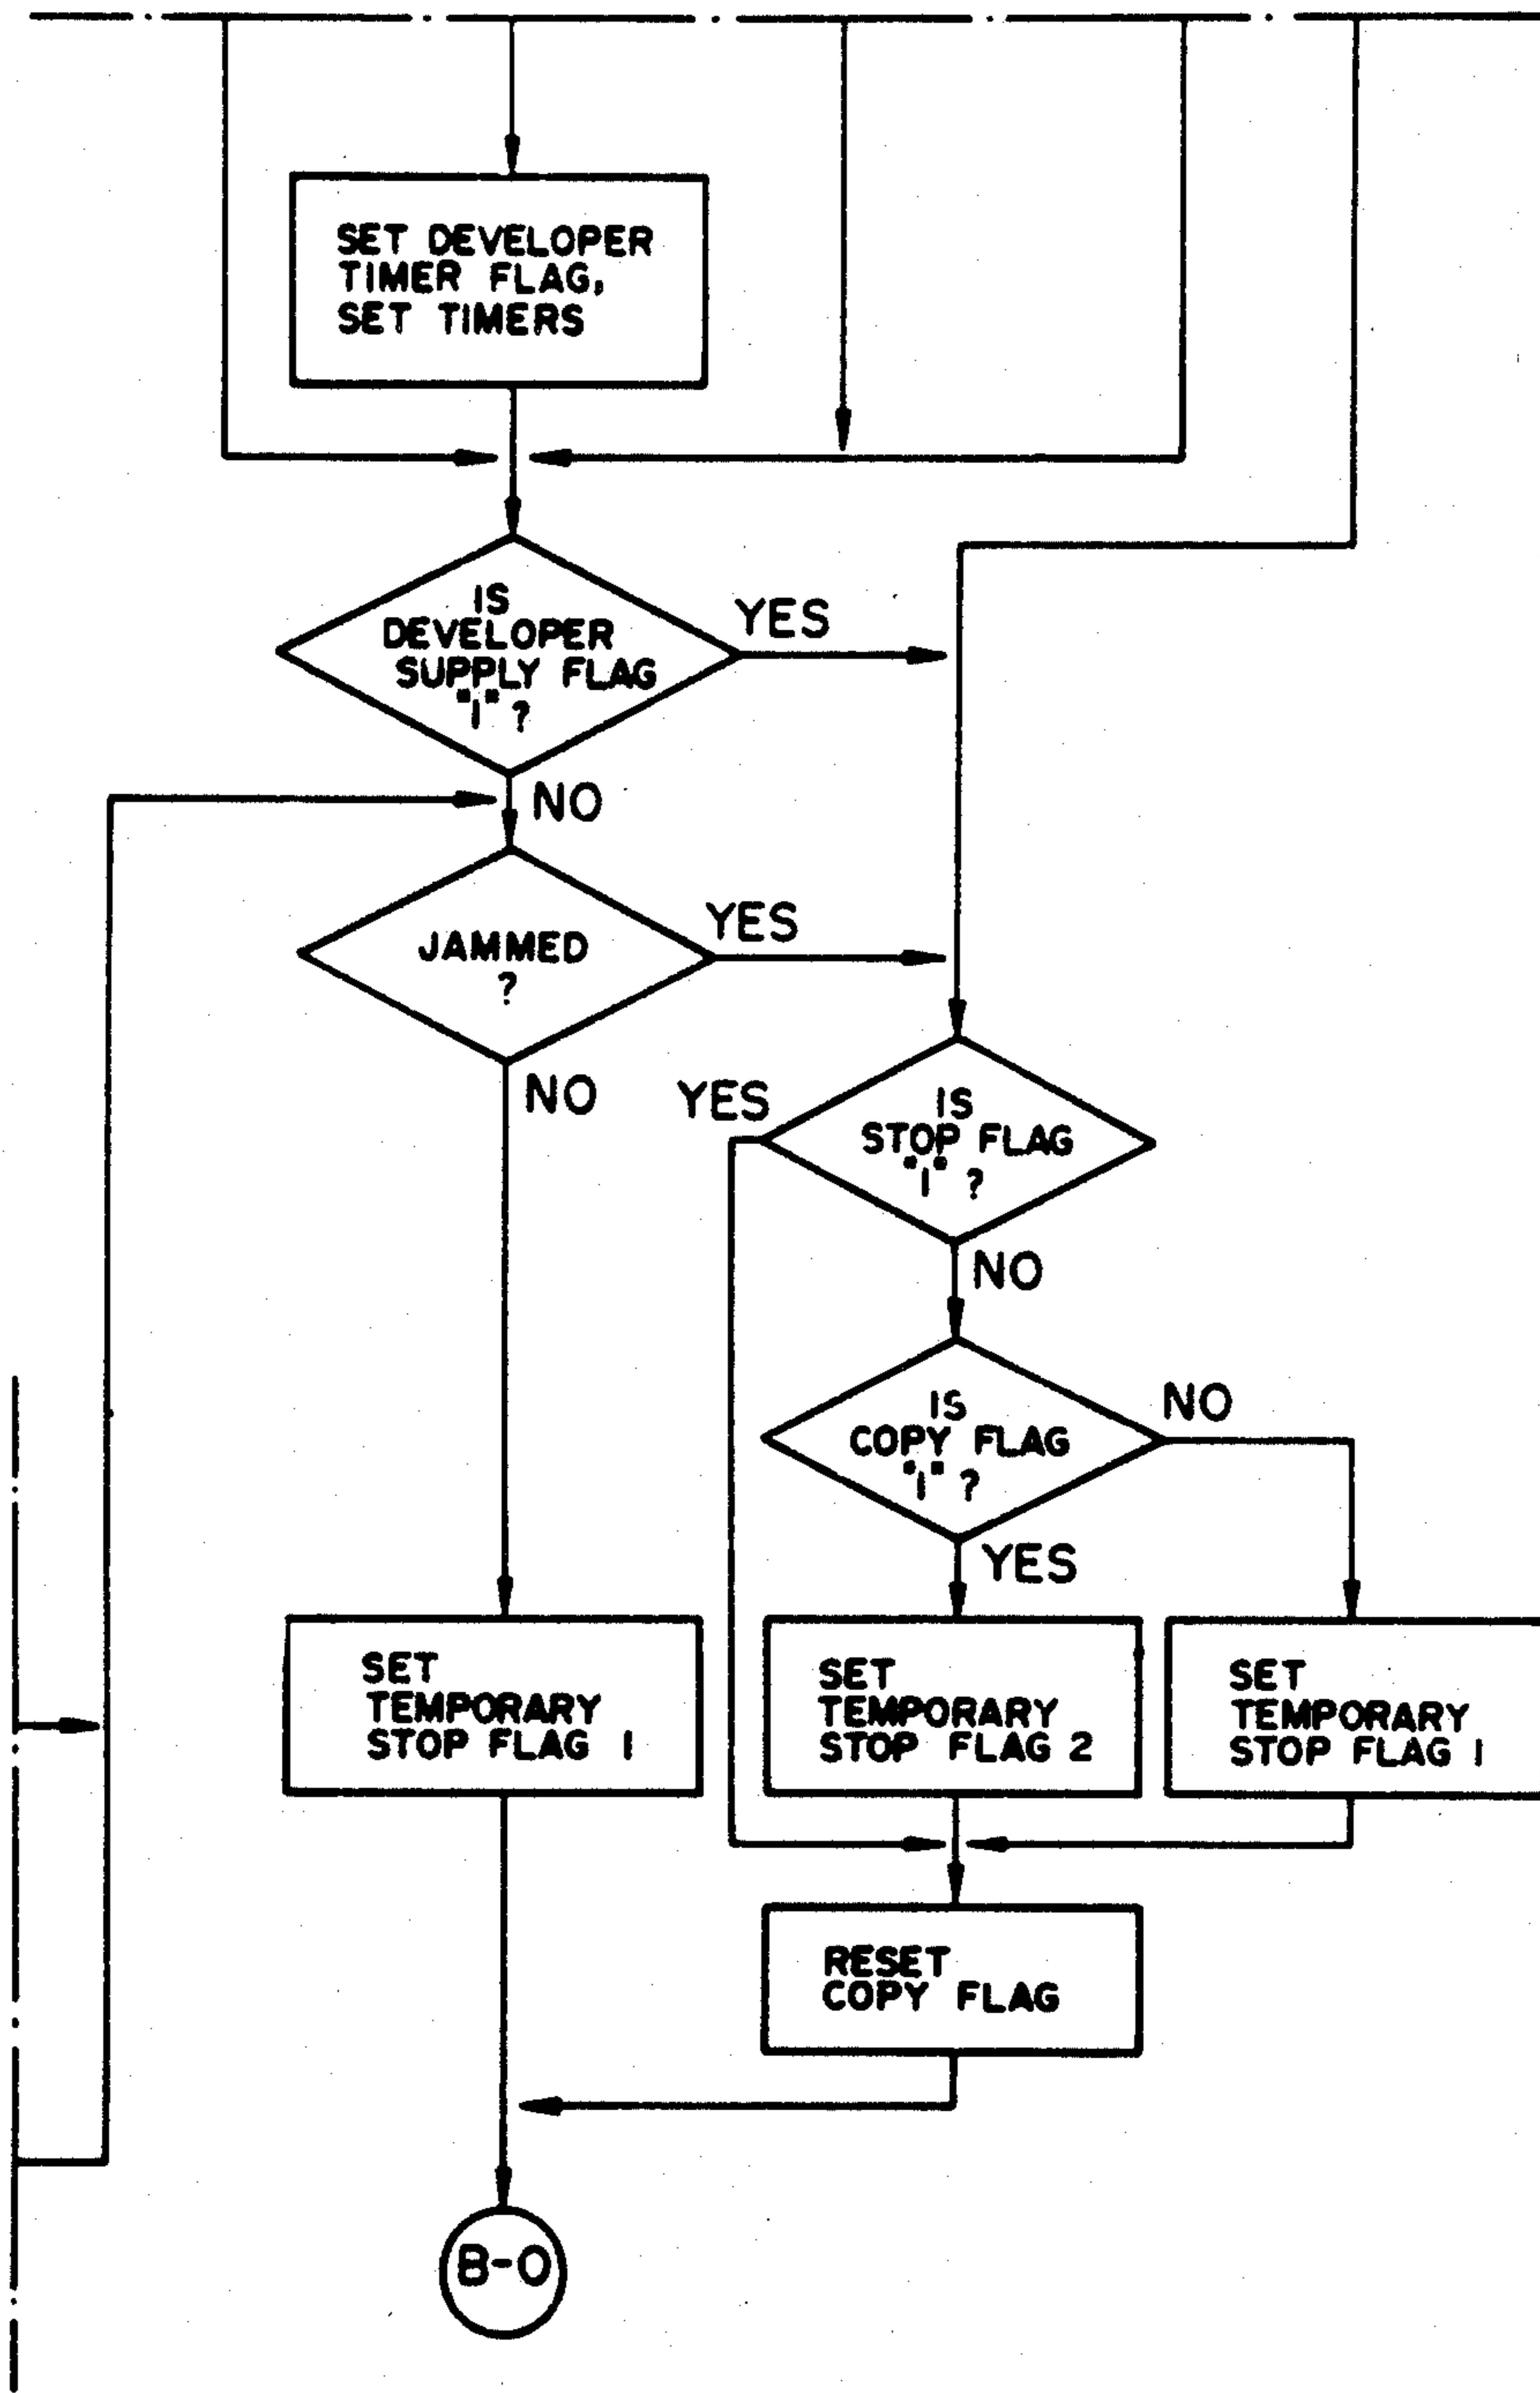 SET DEVELOPER
TIMER FLAG,
SET TIMERS
IS
DEVELOPER
SUPPLY FLAG
"1" ?
YES
NO
JAMMED
?
YES
NO
IS
STOP FLAG
"1" ?
YES
NO
IS
COPY FLAG
"1" ?
NO
YES
SET
TEMPORARY
STOP FLAG 1
SET
TEMPORARY
STOP FLAG 2
SET
TEMPORARY
STOP FLAG 1
RESET
COPY FLAG
B-0